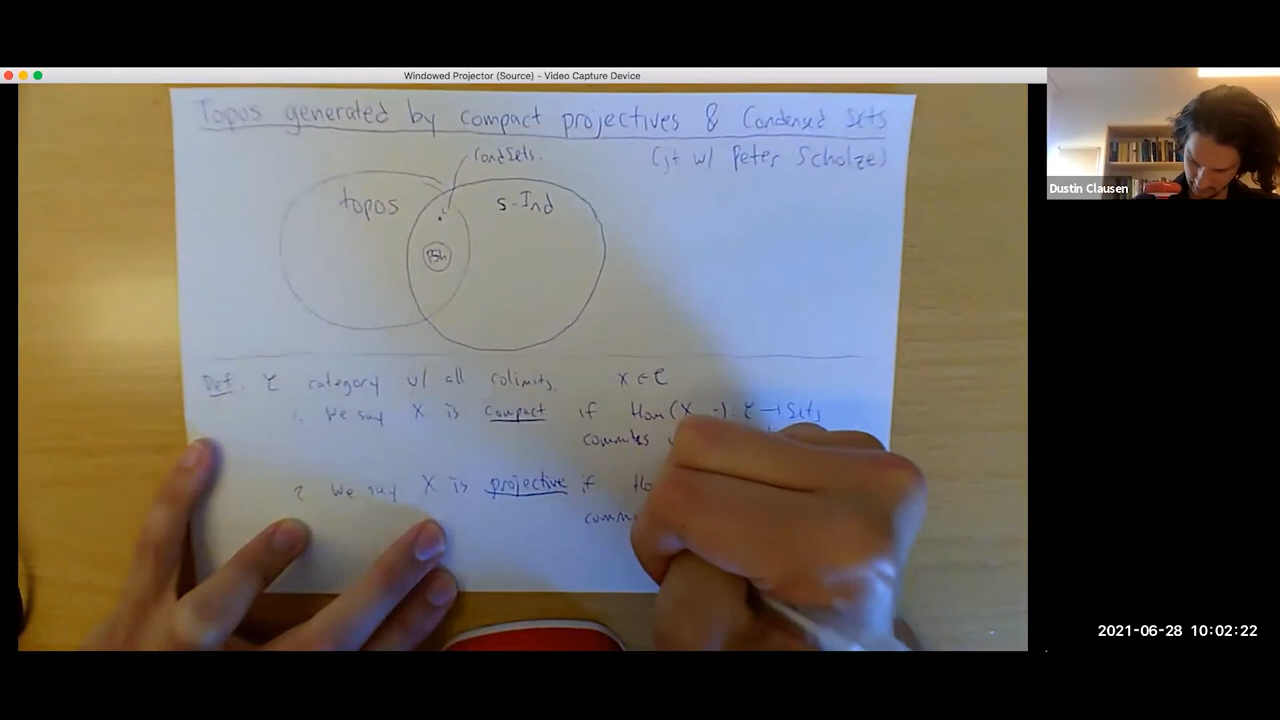 Windowed Projector (Source) - Video Capture Device
Topos generated by compact projectives & Condensed Sets
(jt w/ Peter Scholze)
CondSets.
topos
s-Ind
PSh
Dustin Clausen
Def: C category w/ all colimits. X ∈ C
1. We say X is compact if Hom(X, -): C → Sets
commutes
2 We say X is projective if
2021-06-28 10:02:22